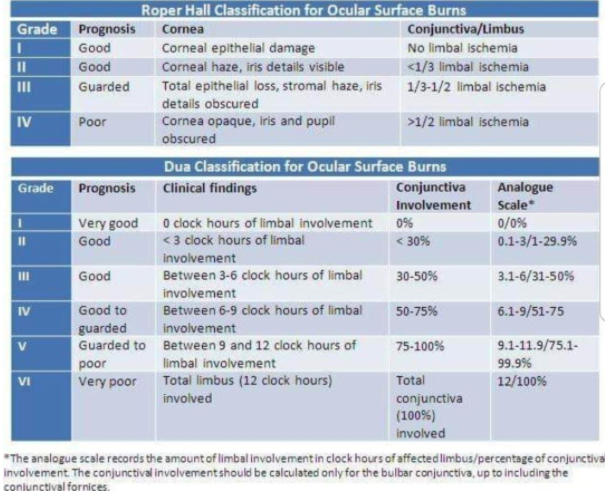 Roper Hall Classification for Ocular Surface Burns
Grade Prognosis Cornea Conjunctiva/Limbus
I Good Corneal epithelial damage No limbal ischemia
II Good Corneal haze, iris details visible <1/3 limbal ischemia
III Guarded Total epithelial loss, stromal haze, iris 1/3-1/2 limbal ischemia
details obscured
IV Poor Cornea opaque, iris and pupil >1/2 limbal ischemia
obscured
Dua Classification for Ocular Surface Burns
Grade Prognosis Clinical findings Conjunctiva Analogue
Involvement Scale*
I Very good 0 clock hours of limbal involvement 0% 0/0%
II Good < 3 clock hours of limbal < 30% 0.1-3/1-29.9%
involvement
III Good Between 3-6 clock hours of limbal 30-50% 3.1-6/31-50%
involvement
IV Good to Between 6-9 clock hours of limbal 50-75% 6.1-9/51-75
guarded involvement
V Guarded to Between 9 and 12 clock hours of 75-100% 9.1-11.9/75.1-
poor limbal involvement 99.9%
VI Very poor Total limbus (12 clock hours) Total 12/100%
involved conjunctiva
(100%)
involved
*The analogue scale records the amount of limbal involvement in clock hours of affected limbus/percentage of conjunctival
involvement. The conjunctival involvement should be calculated only for the bulbar conjunctiva, up to including the
conjunctival fornices.